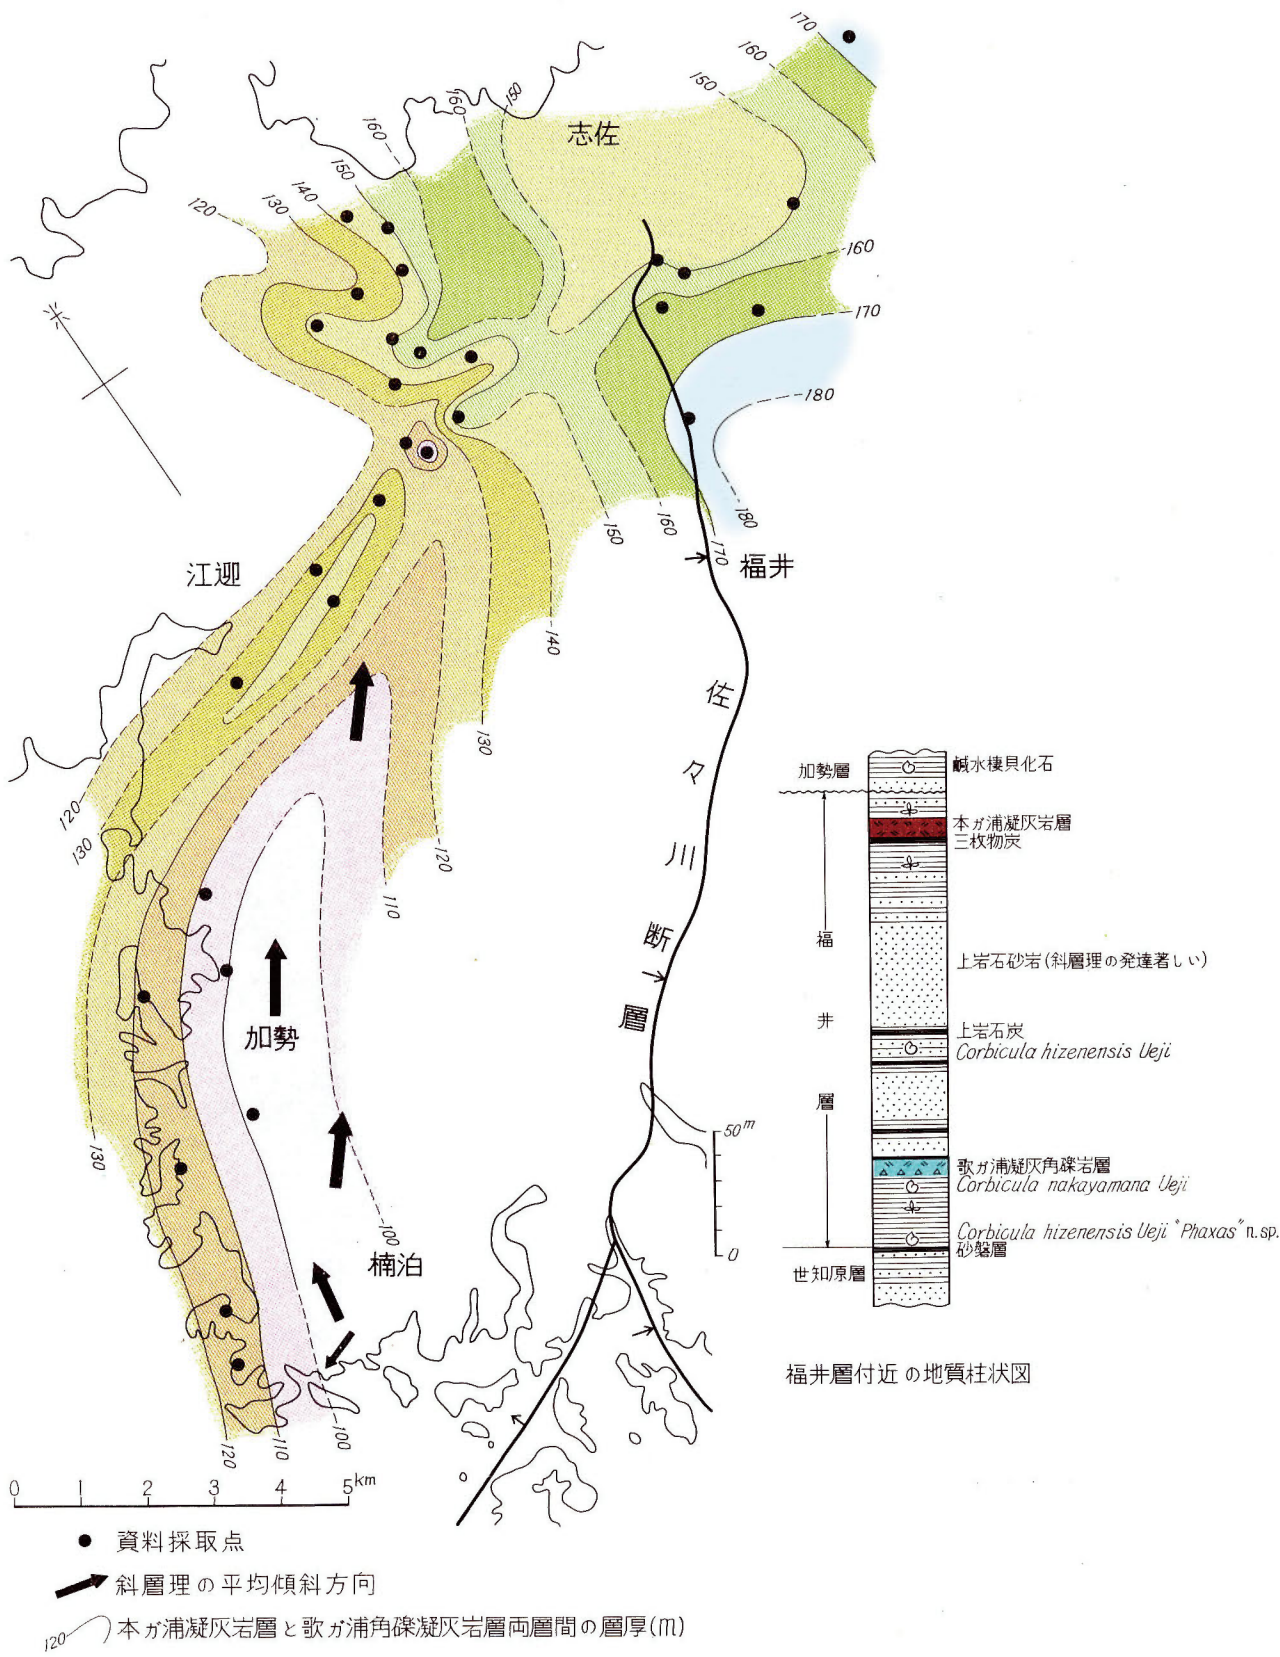 170
160
150
150
160
160
150
140
130
120
志佐
160
170
180
180
170
160
150
140
130
120
110
福井
江迎
佐々川断層
120
130
加勢
130
100
楠泊
120
110
100
50m
0
加勢層
福井層
世知原層
鹹水棲貝化石
本ガ浦凝灰岩層
三枚物炭
上岩石砂岩(斜層理の発達著しい)
上岩石炭
Corbicula hizenensis Ueji
歌ガ浦凝灰角礫岩層
Corbicula nakayamana Ueji
Corbicula hizenensis Ueji "Phaxas" n.sp.
砂盤層
福井層付近の地質柱状図
0 1 2 3 4 5km
資料採取点
斜層理の平均傾斜方向
120 本ガ浦凝灰岩層と歌ガ浦角礫凝灰岩層両層間の層厚(m)